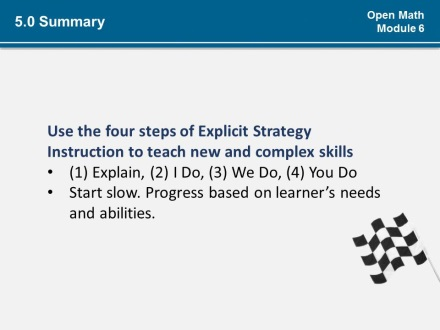 5.0 Summary
Open Math
Module 6
Use the four steps of Explicit Strategy
Instruction to teach new and complex skills
• (1) Explain, (2) I Do, (3) We Do, (4) You Do
• Start slow. Progress based on learner's needs
and abilities.